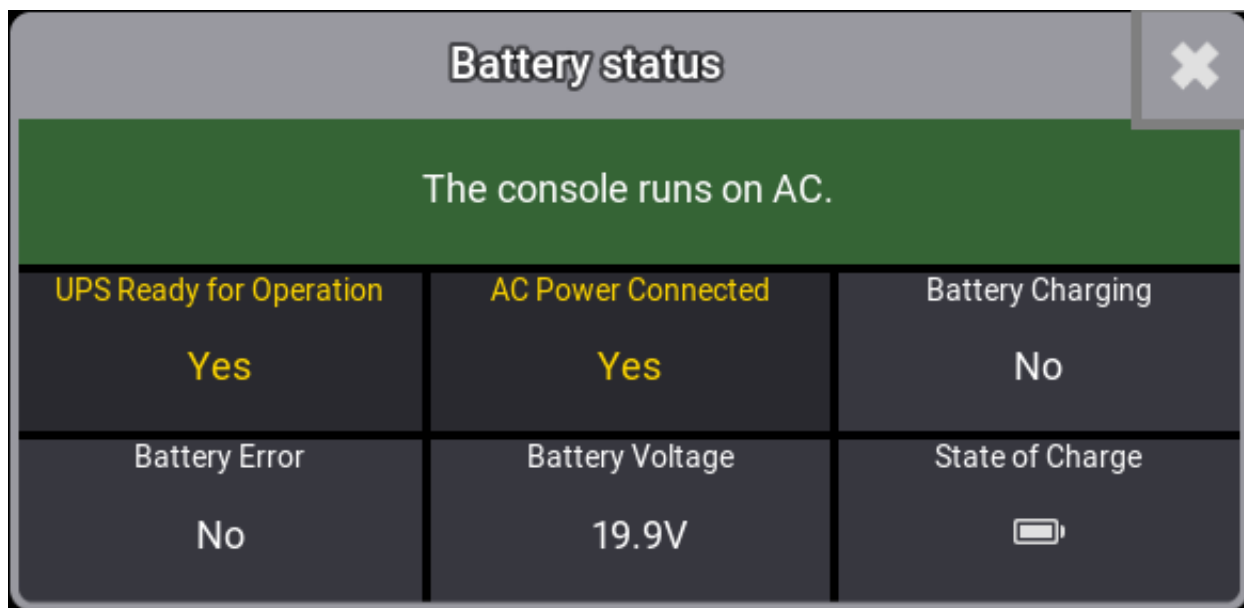 Battery status
The console runs on AC.
UPS Ready for Operation
Yes
AC Power Connected
Yes
Battery Charging
No
Battery Error
No
Battery Voltage
19.9V
State of Charge